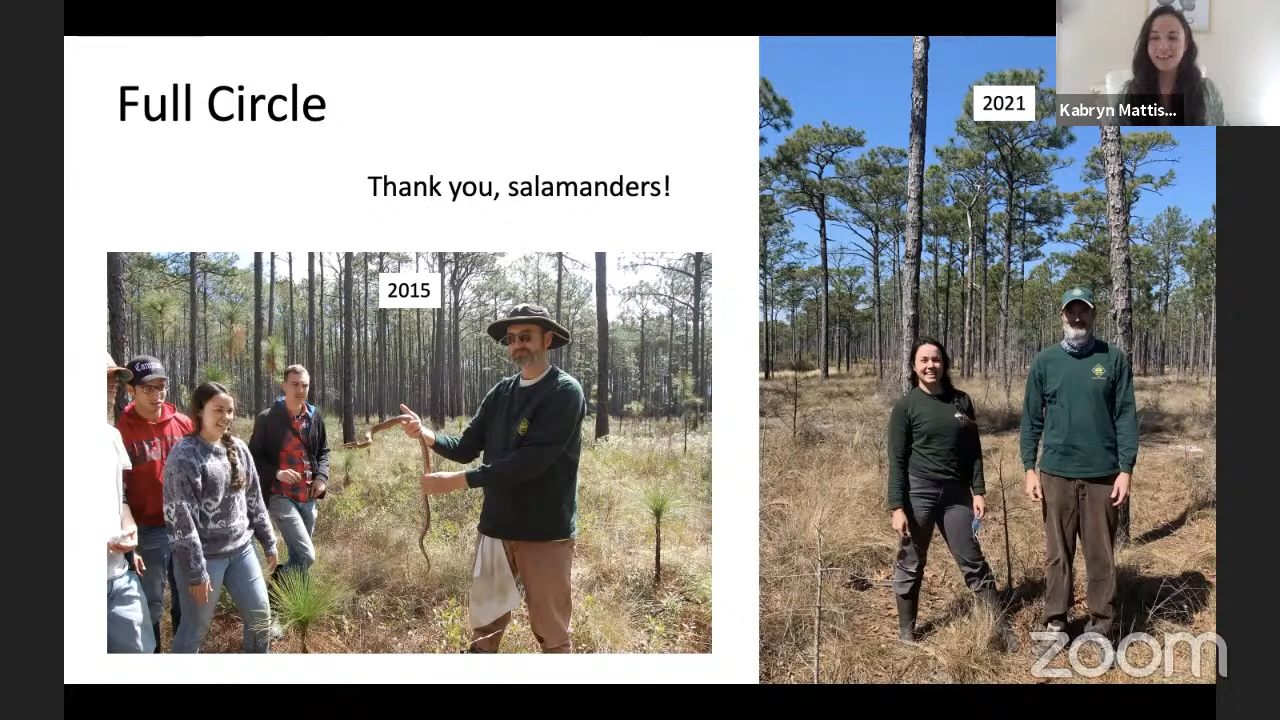 Full Circle
Thank you, salamanders!
2015
2021
Kabryn Mattis...
zoom